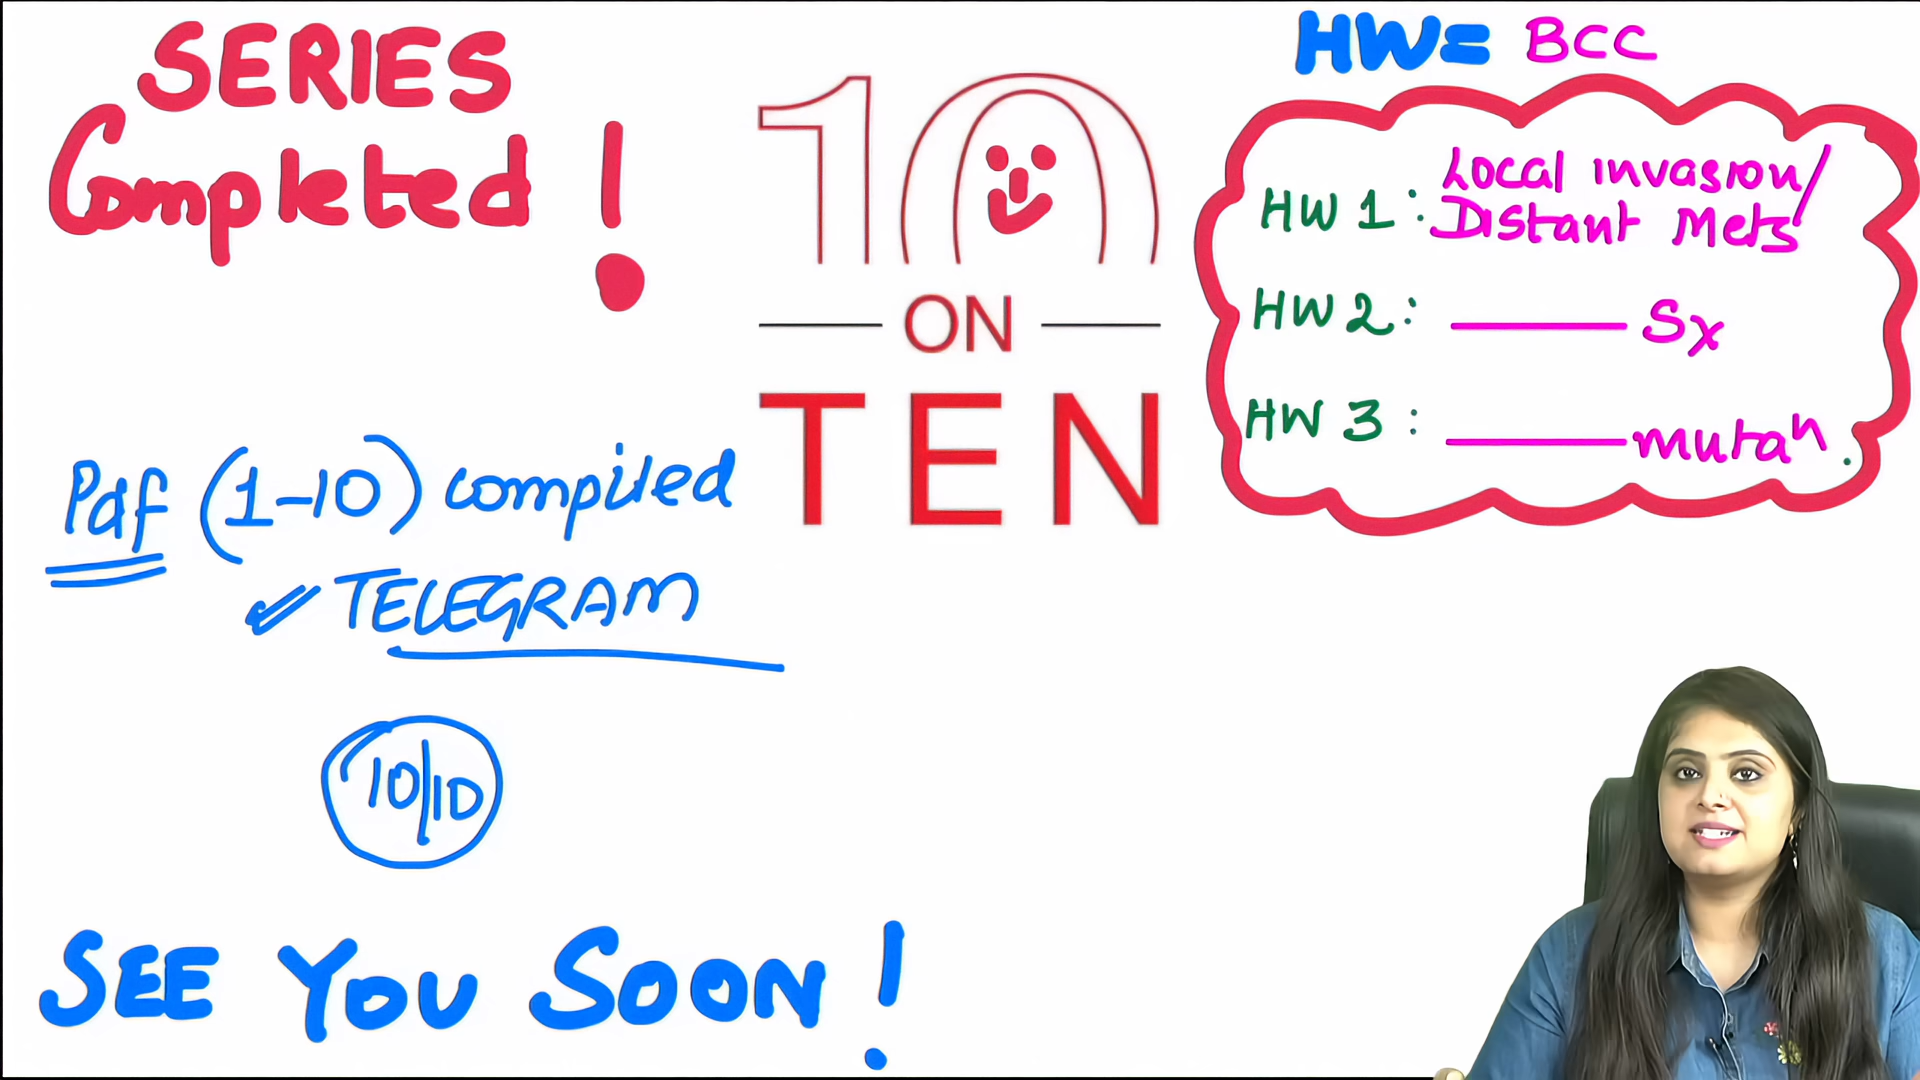 SERIES
Completed !
Pdf (1-10) compiled
✓ TELEGRAM
10/10
SEE YOU SOON !
10
ON
TEN
HW= BCC
HW 1: Local invasion/
Distant Mets
HW 2: ______ Sx
HW 3: ______ mutaⁿ.